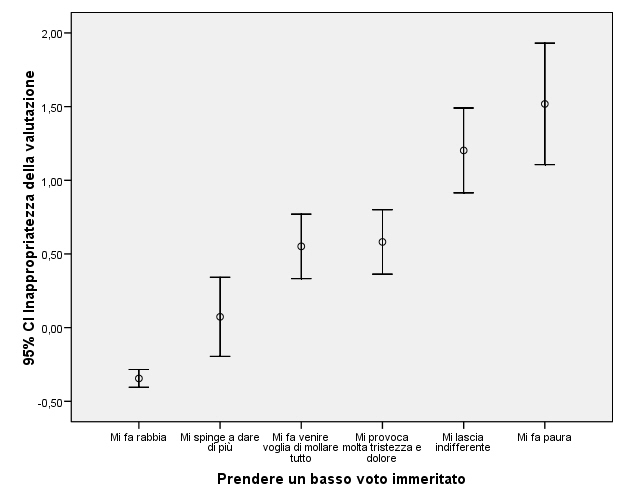 95% CI Inappropriatezza della valutazione
2,00
1,50
1,00
0,50
0,00
-0,50
Mi fa rabbia
Mi spinge a dare
di più
Mi fa venire
voglia di mollare
tutto
Mi provoca
molta tristezza e
dolore
Mi lascia
indifferente
Mi fa paura
Prendere un basso voto immeritato